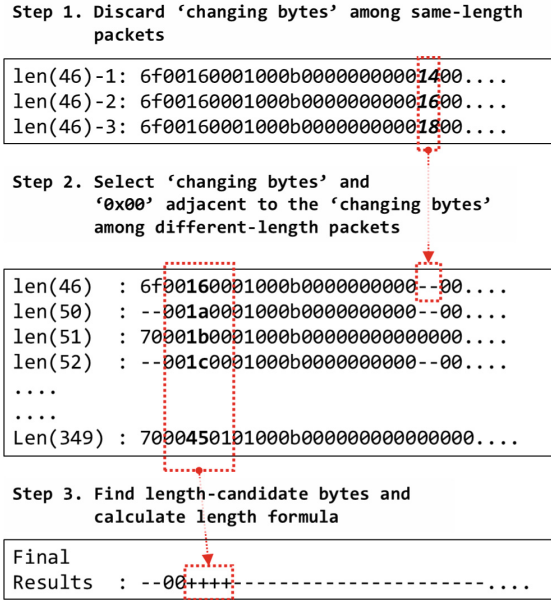 Step 1. Discard ‘changing bytes’ among same-length
packets
len(46)-1: 6f00160001000b00000000001400....
len(46)-2: 6f00160001000b00000000001600....
len(46)-3: 6f00160001000b00000000001800....
Step 2. Select ‘changing bytes’ and
‘0x00’ adjacent to the ‘changing bytes’
among different-length packets
len(46) : 6f00160001000b0000000000--00....
len(50) : --001a0001000b0000000000--00....
len(51) : 70001b0001000b00000000000000....
len(52) : --001c0001000b0000000000--00....
....
....
Len(349) : 7000450101000b000000000000000....
Step 3. Find length-candidate bytes and
calculate length formula
Final
Results : --00++++----------------------....